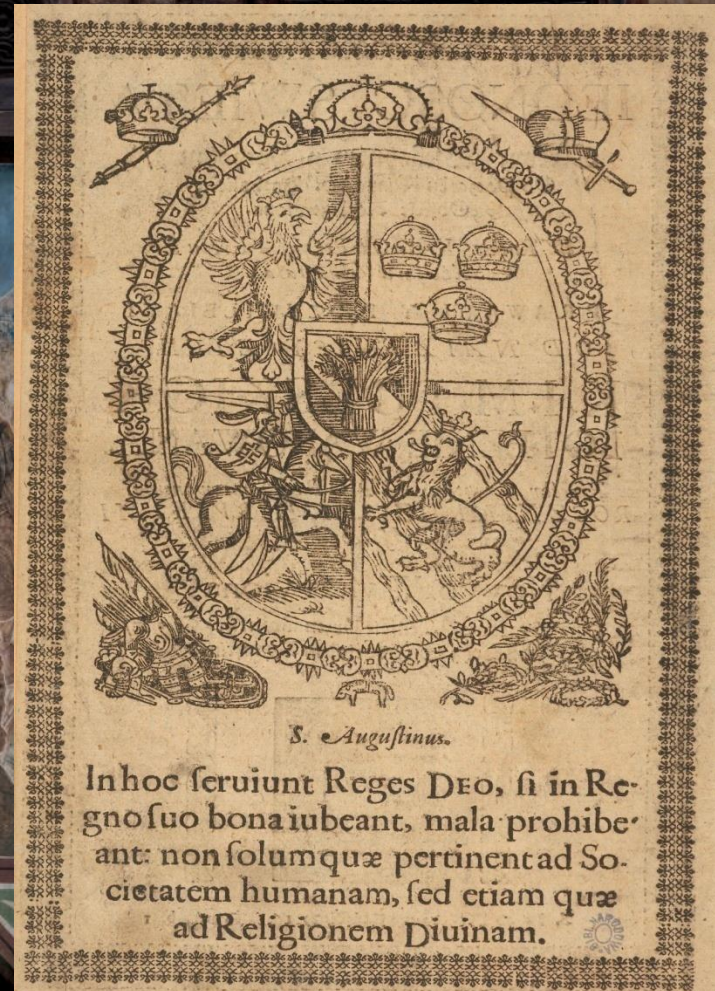 S. Auguſtinus.
In hoc ſeruiunt Reges DEO, ſi in Re-
gno ſuo bona iubeant, mala prohibe-
ant: non ſolum quæ pertinent ad So-
cietatem humanam, ſed etiam quæ
ad Religionem Diuinam.